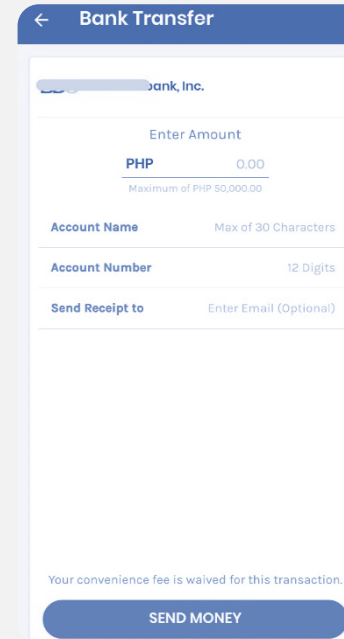 Bank Transfer
bank, Inc.
Enter Amount
PHP 0.00
Maximum of PHP 50,000.00
Account Name Max of 30 Characters
Account Number 12 Digits
Send Receipt to Enter Email (Optional)
Your convenience fee is waived for this transaction.
SEND MONEY